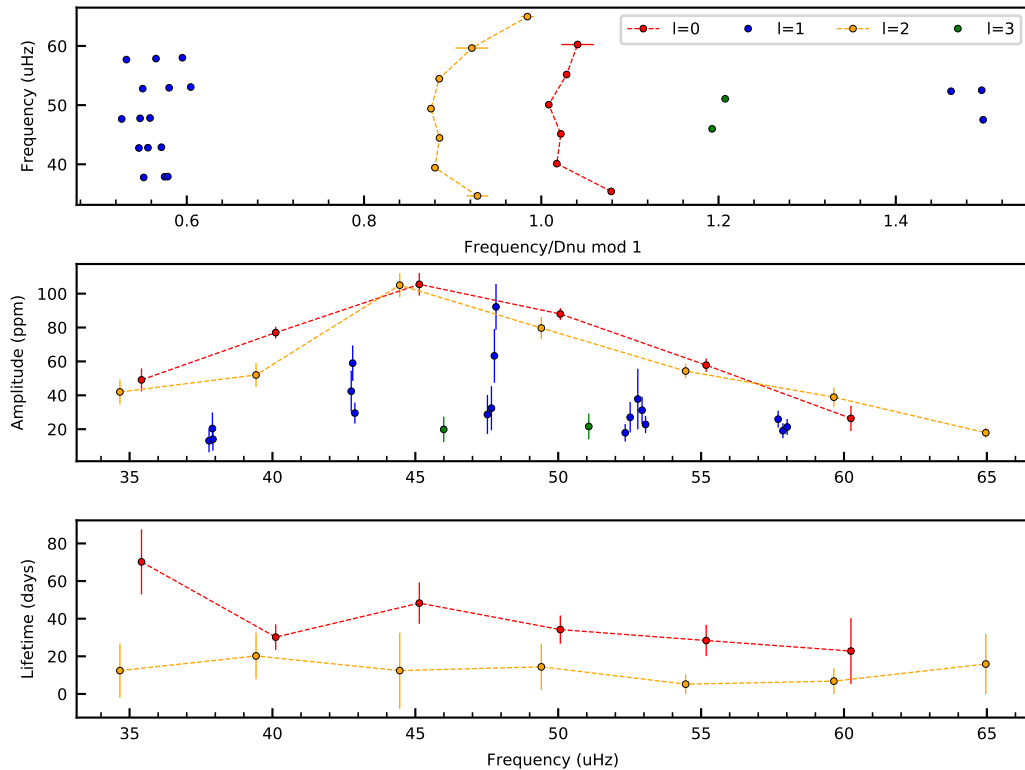 l=0 l=1 l=2 l=3
Frequency (uHz)
60
50
40
0.6 0.8 1.0 1.2 1.4
Frequency/Dnu mod 1
Amplitude (ppm)
100
80
60
40
20
35 40 45 50 55 60 65
Lifetime (days)
80
60
40
20
0
35 40 45 50 55 60 65
Frequency (uHz)